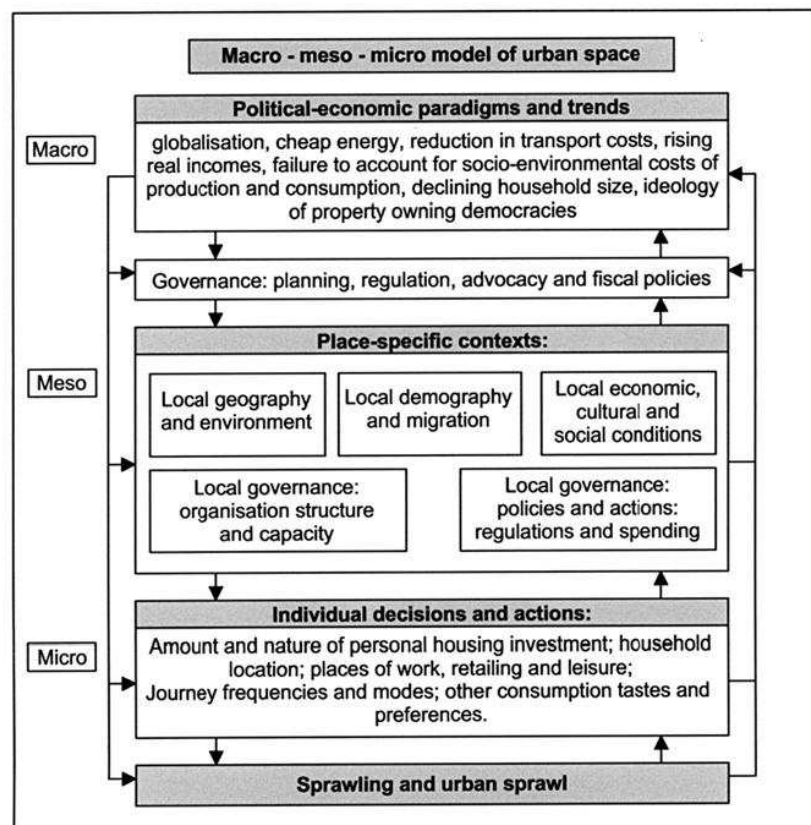 Macro - meso - micro model of urban space
Political-economic paradigms and trends
Macro
globalisation, cheap energy, reduction in transport costs, rising
real incomes, failure to account for socio-environmental costs of
production and consumption, declining household size, ideology
of property owning democracies
Governance: planning, regulation, advocacy and fiscal policies
Place-specific contexts:
Meso
Local geography
and environment
Local demography
and migration
Local economic,
cultural and
social conditions
Local governance:
organisation structure
and capacity
Local governance:
policies and actions:
regulations and spending
Individual decisions and actions:
Micro
Amount and nature of personal housing investment; household
location; places of work, retailing and leisure;
Journey frequencies and modes; other consumption tastes and
preferences.
Sprawling and urban sprawl